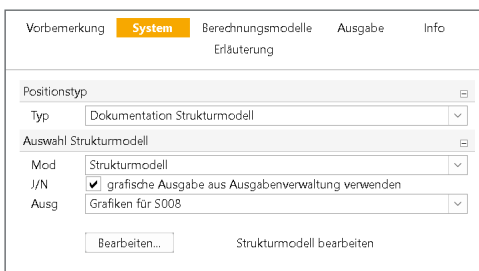 Vorbemerkung System Berechnungsmodelle Ausgabe Info
Erläuterung
Positionstyp
Typ Dokumentation Strukturmodell
Auswahl Strukturmodell
Mod Strukturmodell
J/N grafische Ausgabe aus Ausgabenverwaltung verwenden
Ausg Grafiken für S008
Bearbeiten... Strukturmodell bearbeiten